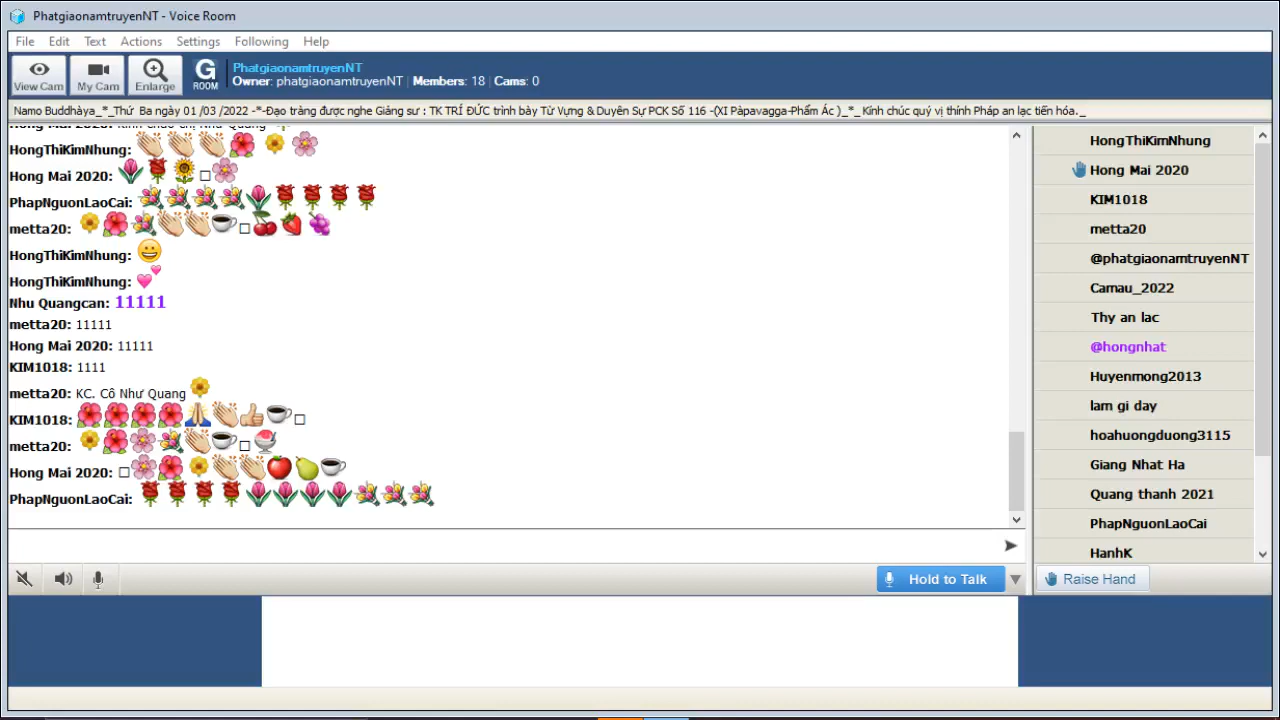 PhatgiaonamtruyenNT - Voice Room
File Edit Text Actions Settings Following Help
View Cam My Cam Enlarge G ROOM
PhatgiaonamtruyenNT
Owner: phatgiaonamtruyenNT | Members: 18 | Cams: 0
Namo Buddhàya_*_Thứ Ba ngày 01 /03 /2022 -*-Đạo tràng được nghe Giảng sư : TK TRÍ ĐỨC trình bày Từ Vựng & Duyên Sự PCK Số 116 -(XI Pàpavagga-Phẩm Ác )_*_Kính chúc quý vị thính Pháp an lạc tiến hóa._
HongThiKimNhung: 👏👏👏🌺🌼🌸
Hong Mai 2020: 🌷🌹🌻□🌸
PhapNguonLaoCai: 💐💐💐💐🌷🌹🌹🌹🌹
metta20: 🌼🌺💐👏👏☕□🍒🍓🍇
HongThiKimNhung: 😀
HongThiKimNhung: 💕
Nhu Quangcan: 11111
metta20: 11111
Hong Mai 2020: 11111
KIM1018: 1111
metta20: KC. Cô Như Quang 🌼
KIM1018: 🌺🌺🌺🌺🙏👏👍☕□
metta20: 🌼🌺🌸💐👏☕□🍧
Hong Mai 2020: □🌸🌺🌼👏👏🍎🍐☕
PhapNguonLaoCai: 🌹🌹🌹🌹🌷🌷🌷🌷💐💐💐
Hold to Talk
HongThiKimNhung
Hong Mai 2020
KIM1018
metta20
@phatgiaonamtruyenNT
Camau_2022
Thy an lac
@hongnhat
Huyenmong2013
lam gi day
hoahuongduong3115
Giang Nhat Ha
Quang thanh 2021
PhapNguonLaoCai
HanhK
Raise Hand